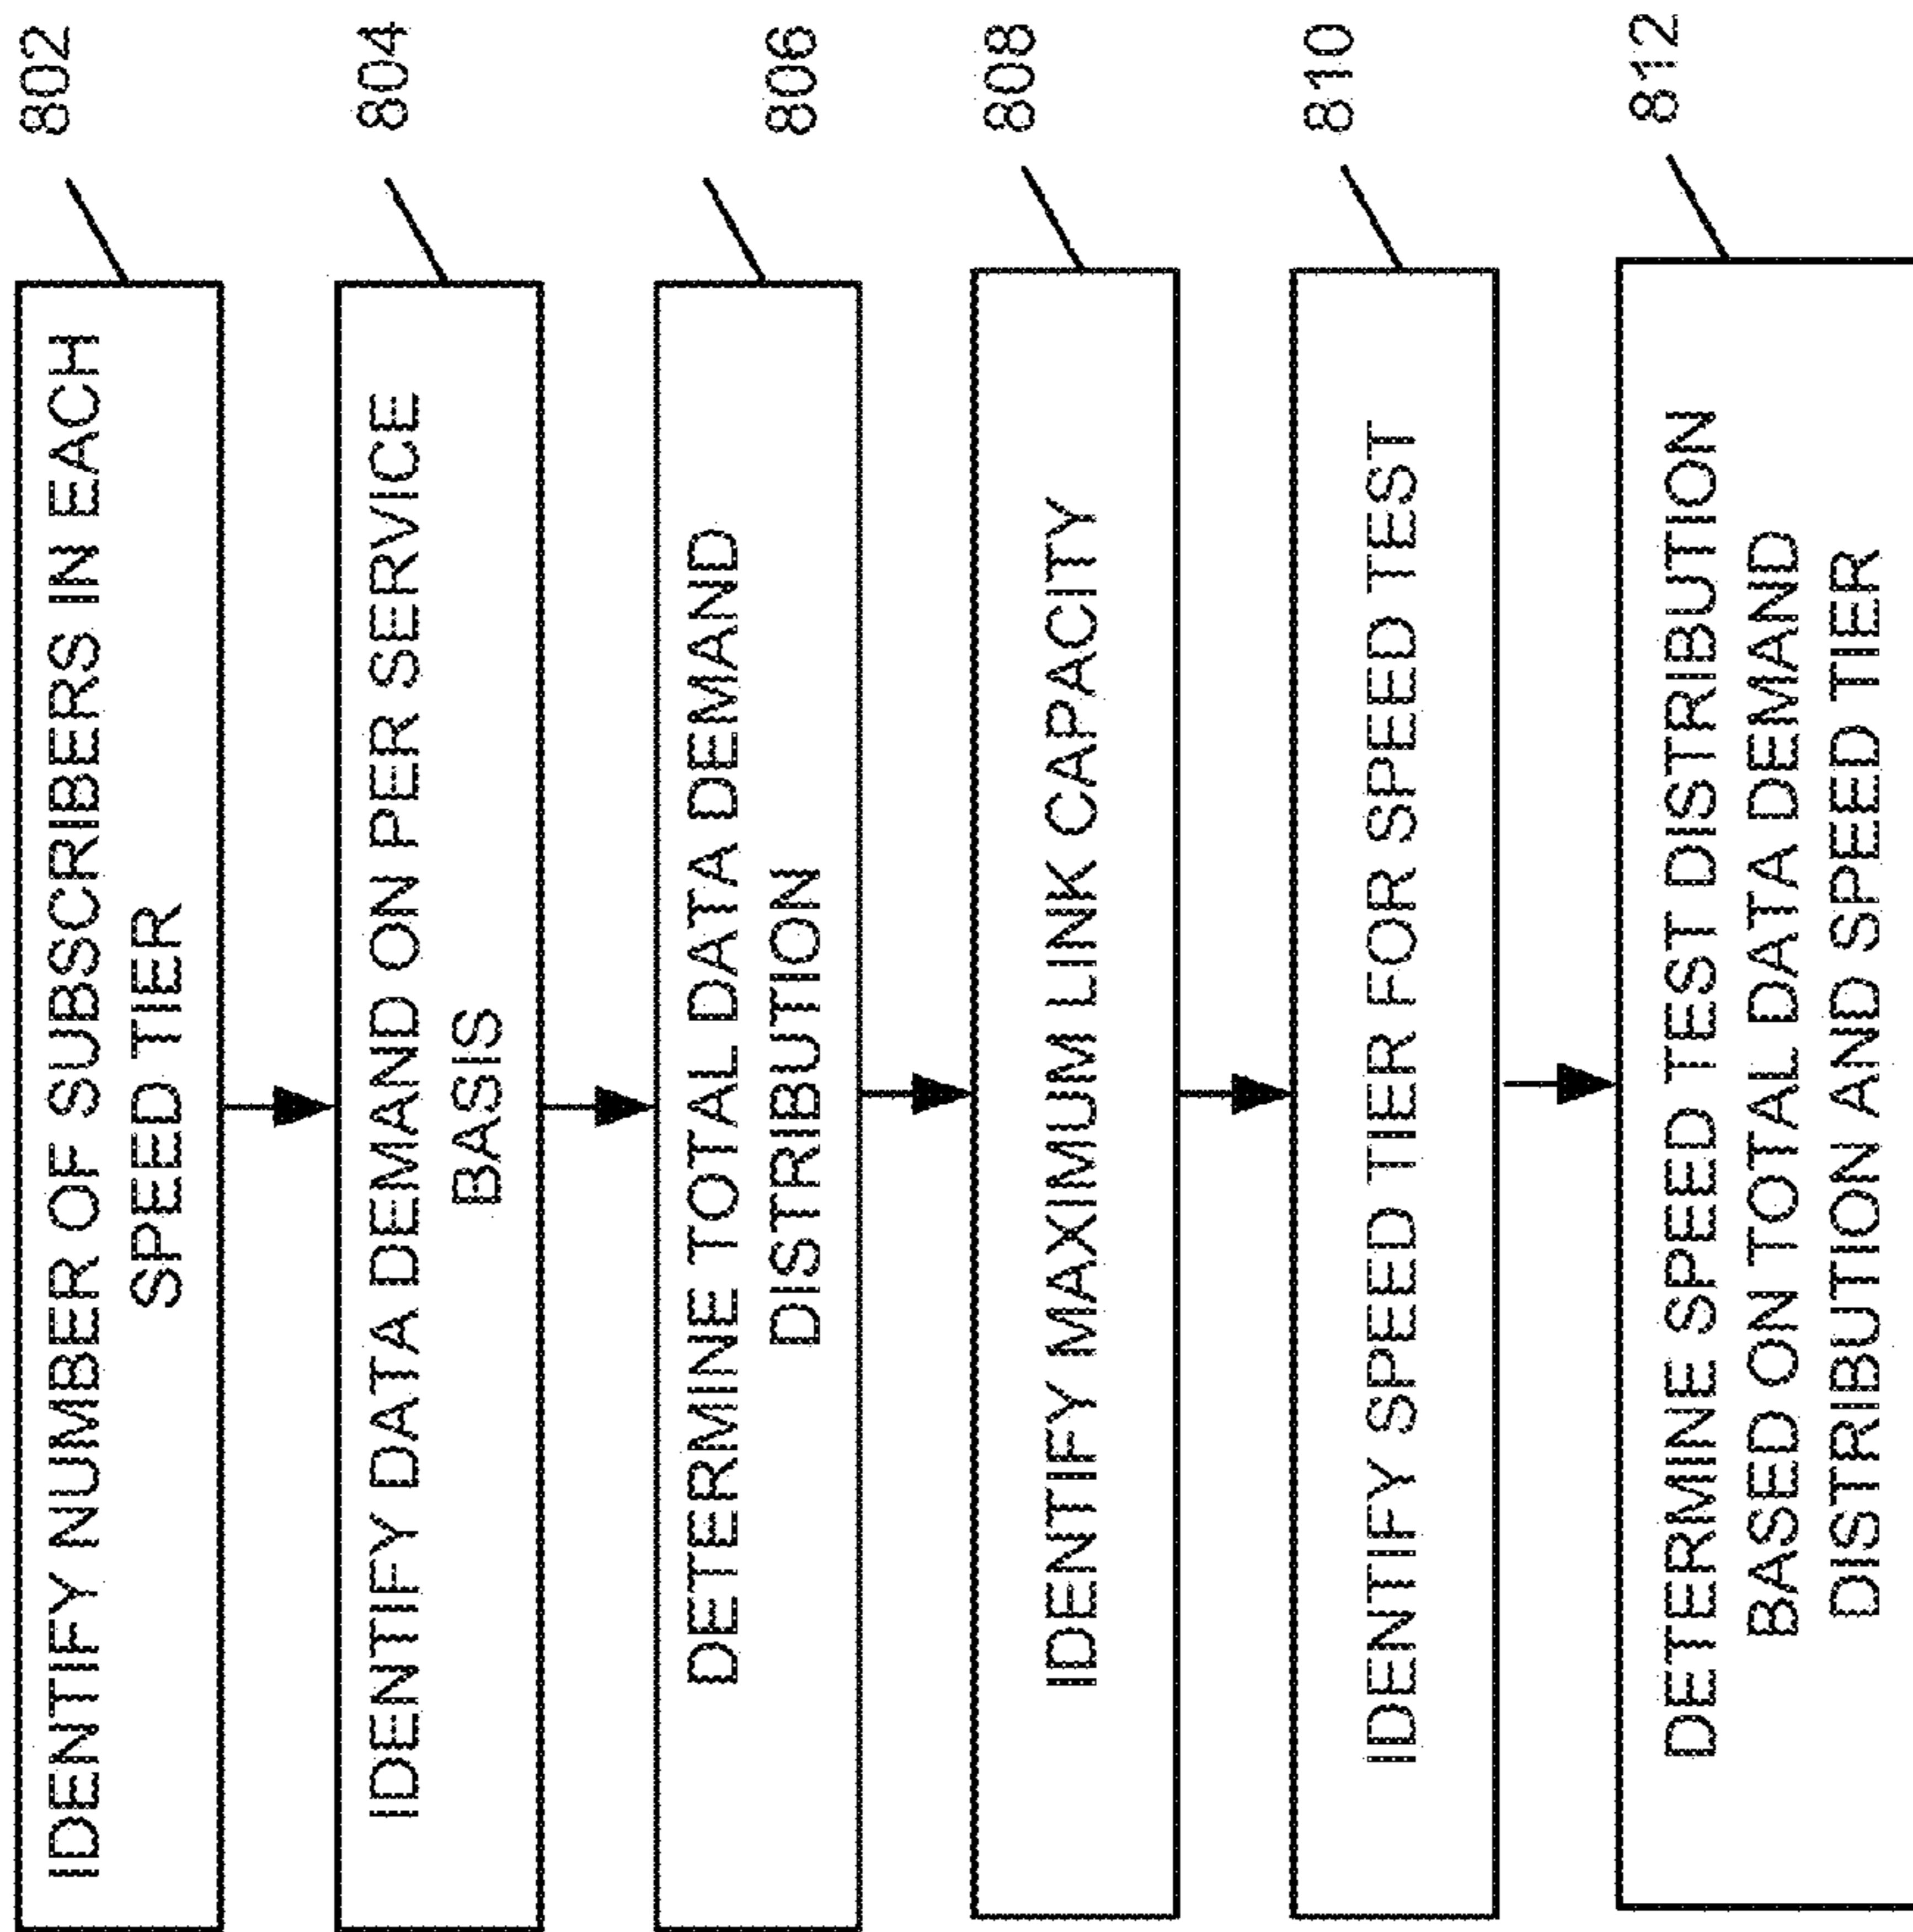 802
IDENTIFY NUMBER OF SUBSCRIBERS IN EACH
SPEED TIER
804
IDENTIFY DATA DEMAND ON PER SERVICE
BASIS
806
DETERMINE TOTAL DATA DEMAND
DISTRIBUTION
808
IDENTIFY MAXIMUM LINK CAPACITY
810
IDENTIFY SPEED TIER FOR SPEED TEST
812
DETERMINE SPEED TEST DISTRIBUTION
BASED ON TOTAL DATA DEMAND
DISTRIBUTION AND SPEED TIER